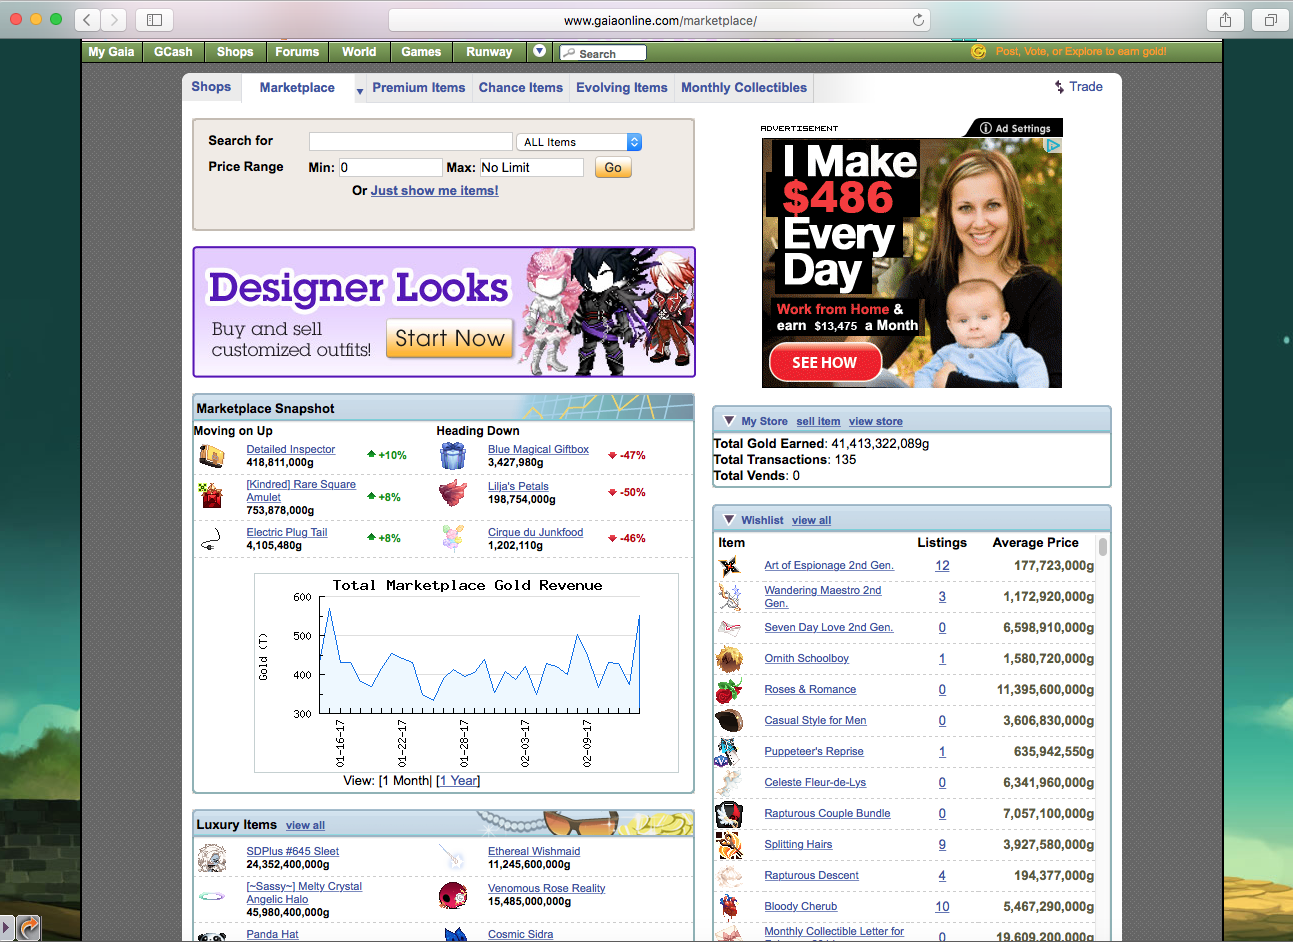 www.gaiaonline.com/marketplace/
My Gaia GCash Shops Forums World Games Runway Search Post, Vote, or Explore to earn gold!
Shops Marketplace Premium Items Chance Items Evolving Items Monthly Collectibles Trade
Search for ALL Items
Price Range Min: 0 Max: No Limit Go
Or Just show me items!
ADVERTISEMENT Ad Settings
I Make
$486
Every
Day
Work from Home &
earn $13,475 a Month
SEE HOW
Designer Looks
Buy and sell
customized outfits!
Start Now
Marketplace Snapshot
Moving on Up Heading Down
Detailed Inspector
418,811,000g
+10%
Blue Magical Giftbox
3,427,980g
-47%
[Kindred] Rare Square
Amulet
753,878,000g
+8%
Lilja's Petals
198,754,000g
-50%
Electric Plug Tail
4,105,480g
+8%
Cirque du Junkfood
1,202,110g
-46%
Total Marketplace Gold Revenue
Gold (T)
600
500
400
300
01-16-17 01-22-17 01-28-17 02-03-17 02-09-17
View: [1 Month| [1 Year]
Luxury Items view all
SDPlus #645 Sleet
24,352,400,000g
Ethereal Wishmaid
11,245,600,000g
[~Sassy~] Melty Crystal
Angelic Halo
45,980,400,000g
Venomous Rose Reality
15,485,000,000g
Panda Hat
Cosmic Sidra
My Store sell item view store
Total Gold Earned: 41,413,322,089g
Total Transactions: 135
Total Vends: 0
Wishlist view all
Item Listings Average Price
Art of Espionage 2nd Gen. 12 177,723,000g
Wandering Maestro 2nd
Gen. 3 1,172,920,000g
Seven Day Love 2nd Gen. 0 6,598,910,000g
Ornith Schoolboy 1 1,580,720,000g
Roses & Romance 0 11,395,600,000g
Casual Style for Men 0 3,606,830,000g
Puppeteer's Reprise 1 635,942,550g
Celeste Fleur-de-Lys 0 6,341,960,000g
Rapturous Couple Bundle 0 7,057,100,000g
Splitting Hairs 9 3,927,580,000g
Rapturous Descent 4 194,377,000g
Bloody Cherub 10 5,467,290,000g
Monthly Collectible Letter for
0 19,609,200,000g